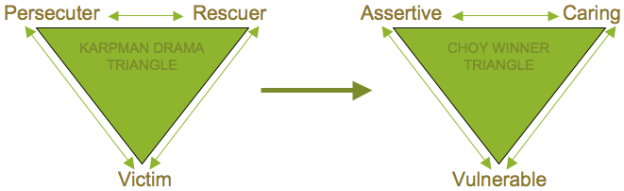 Persecuter Rescuer Assertive Caring
KARPMAN DRAMA TRIANGLE
CHOY WINNER TRIANGLE
Victim Vulnerable